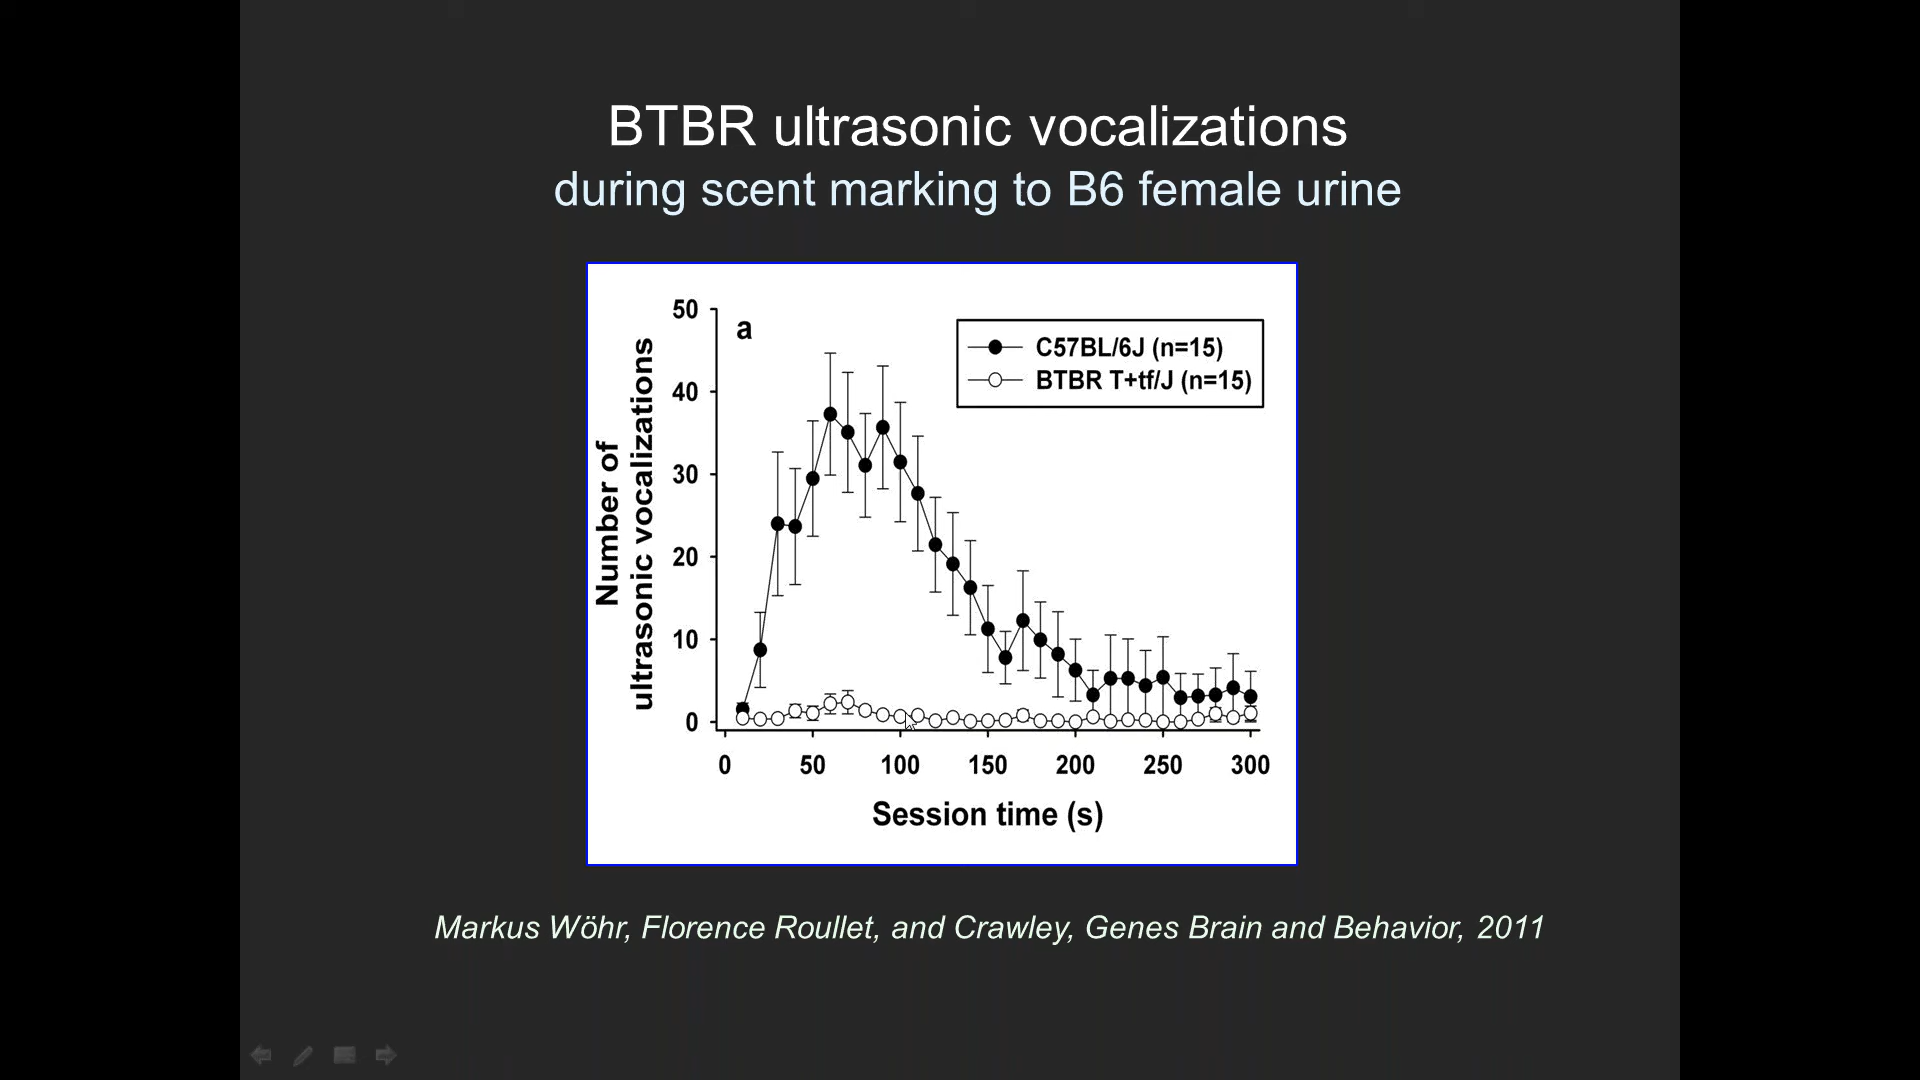 BTBR ultrasonic vocalizations
during scent marking to B6 female urine
a
C57BL/6J (n=15)
BTBR T+tf/J (n=15)
Number of
ultrasonic vocalizations
50
40
30
20
10
0
0 50 100 150 200 250 300
Session time (s)
Markus Wöhr, Florence Roullet, and Crawley, Genes Brain and Behavior, 2011